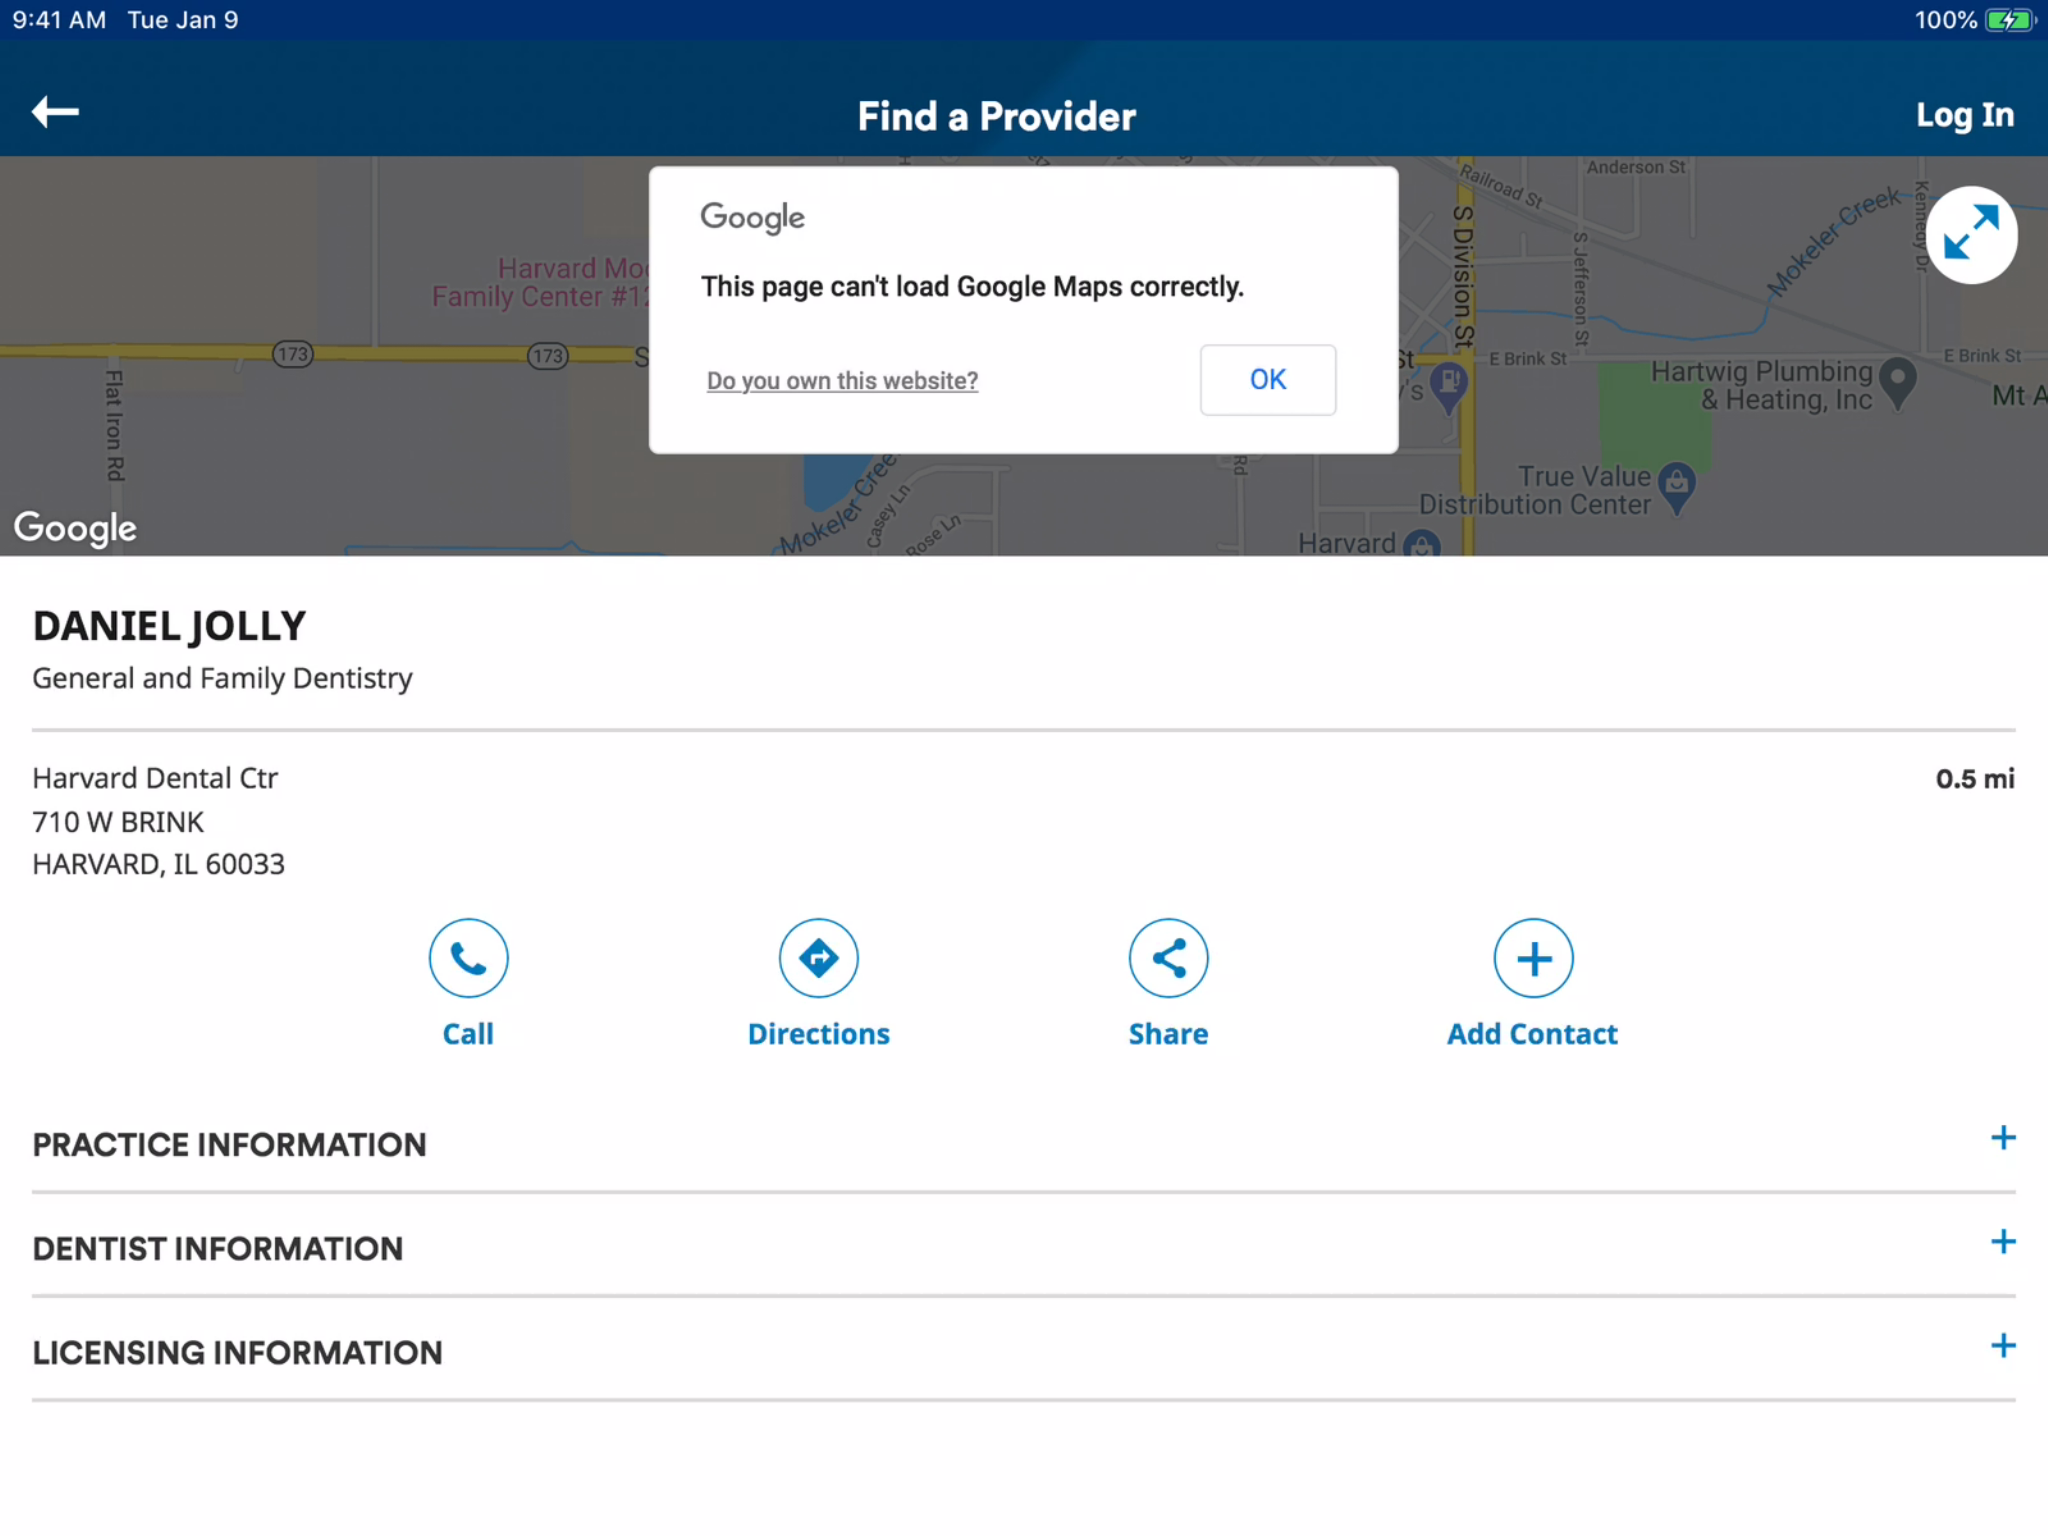 9:41 AM Tue Jan 9
100%
Find a Provider
Log In
Anderson St
Railroad St
Kennedy Dr
Mokeler Creek
S Division St
S Jefferson St
Google
This page can't load Google Maps correctly.
Do you own this website?
OK
Harvard Moo
Family Center #12
173
173
S
St
E Brink St
E Brink St
y's
Hartwig Plumbing
& Heating, Inc
Mt A
Flat Iron Rd
True Value
Distribution Center
Rd
Mokeler Cree
Casey Ln
Rose Ln
Harvard
Google
DANIEL JOLLY
General and Family Dentistry
Harvard Dental Ctr
0.5 mi
710 W BRINK
HARVARD, IL 60033
Call
Directions
Share
Add Contact
PRACTICE INFORMATION
DENTIST INFORMATION
LICENSING INFORMATION